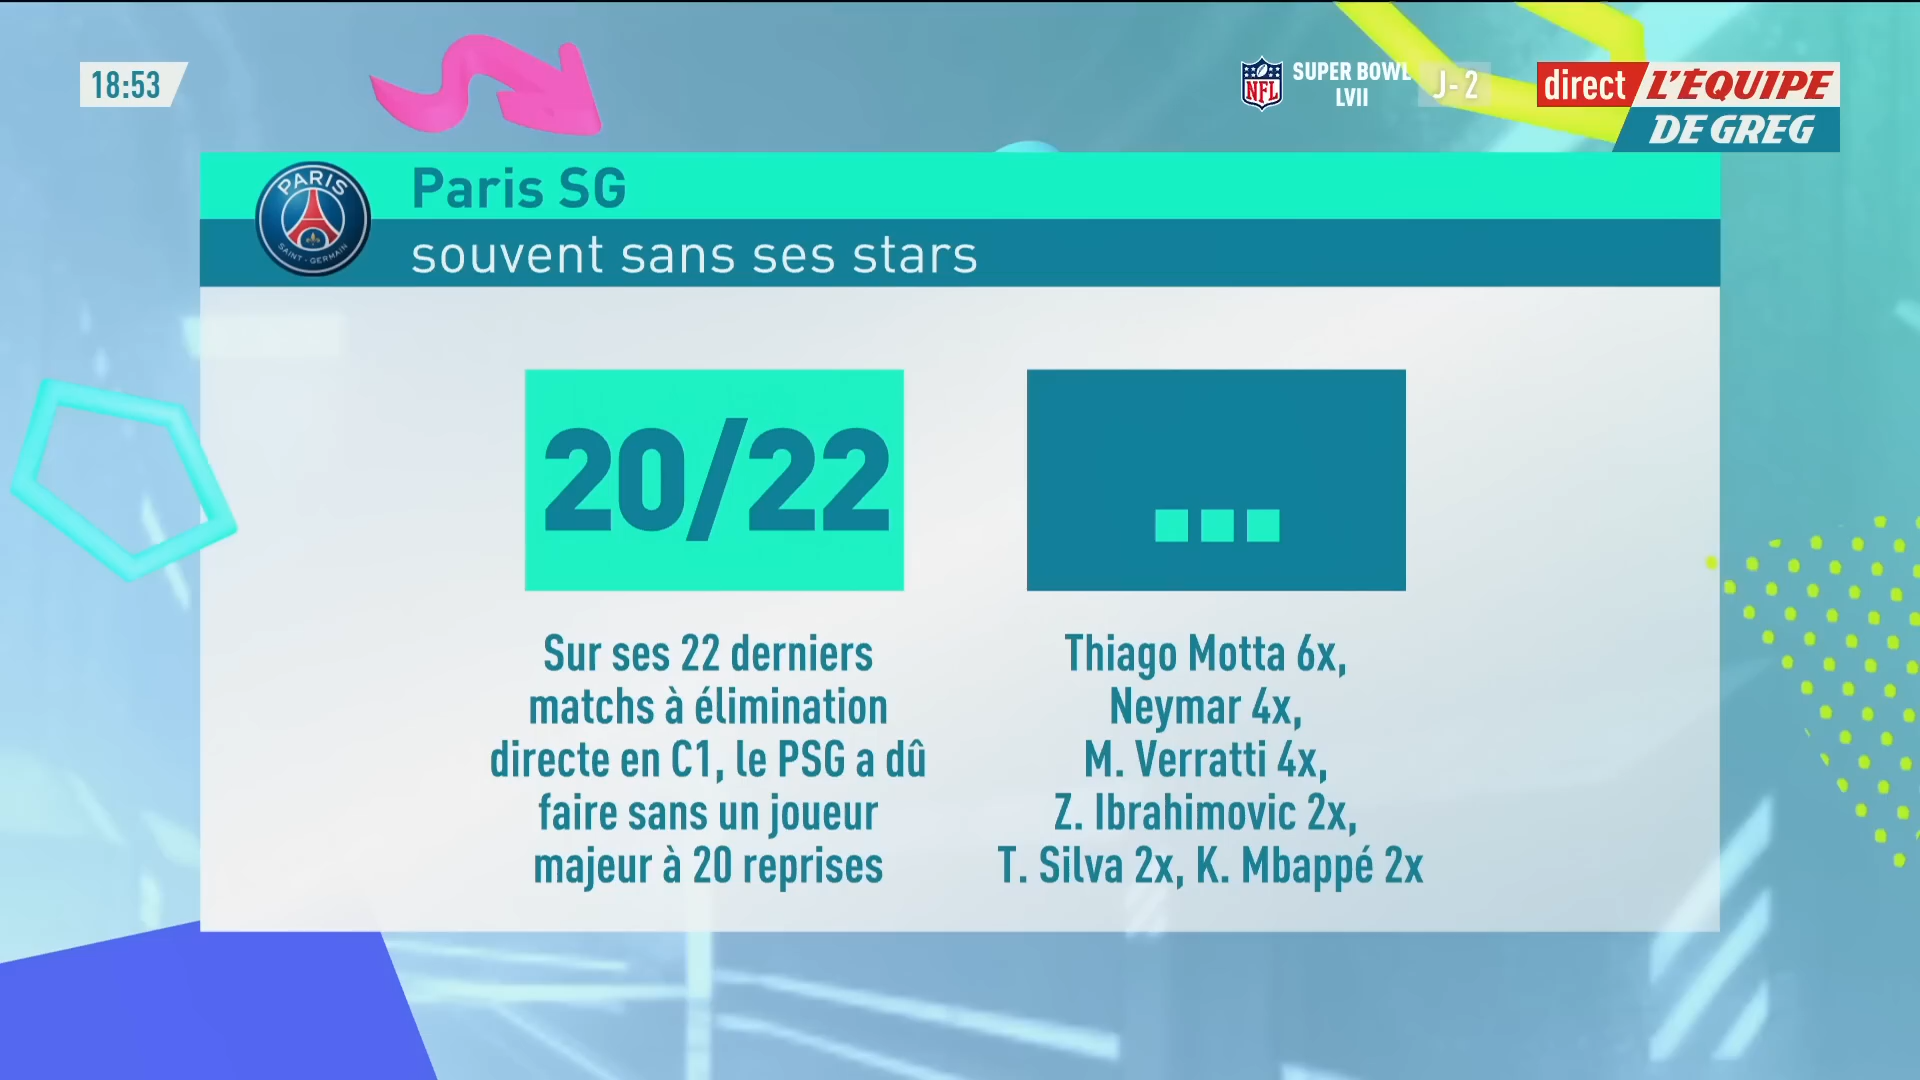 18:53
NFL
SUPER BOWL
LVII
J-2
direct L'ÉQUIPE
DE GREG
PARIS
SAINT-GERMAIN
Paris SG
souvent sans ses stars
20/22
Sur ses 22 derniers
matchs à élimination
directe en C1, le PSG a dû
faire sans un joueur
majeur à 20 reprises
...
Thiago Motta 6x,
Neymar 4x,
M. Verratti 4x,
Z. Ibrahimovic 2x,
T. Silva 2x, K. Mbappé 2x